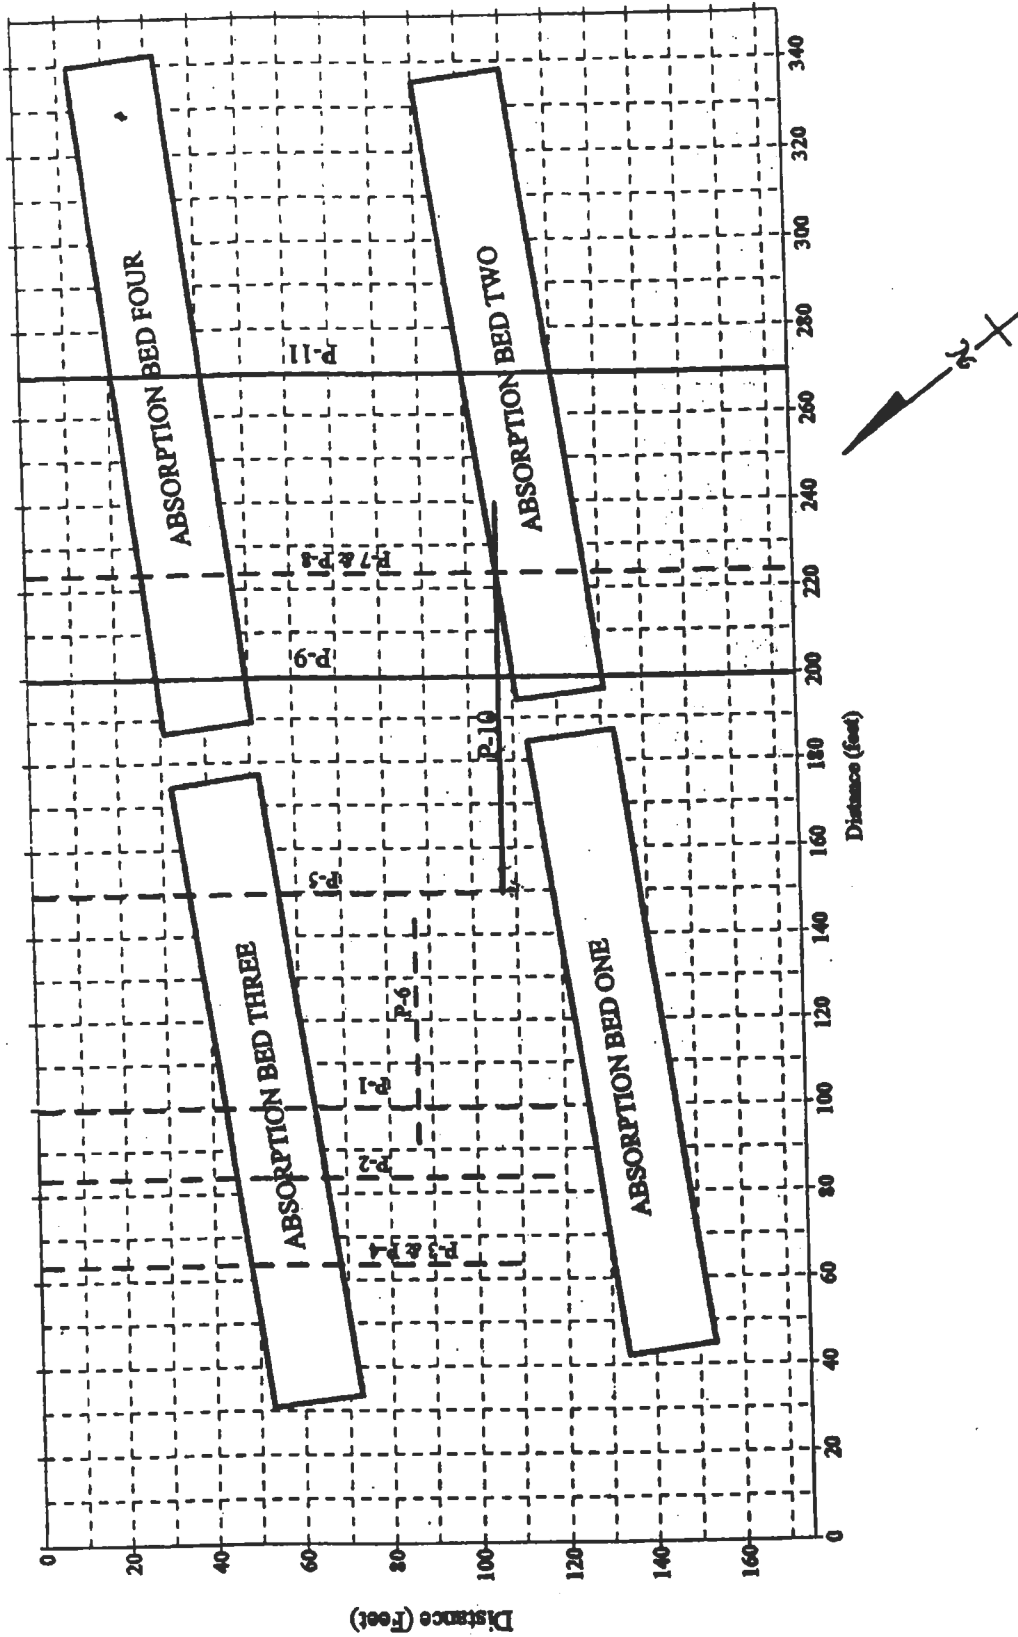 ABSORPTION BED FOUR
ABSORPTION BED TWO
ABSORPTION BED THREE
ABSORPTION BED ONE
P-11
P-7 & P-8
P-9
P-10
P-5
P-6
P-1
P-2
P-3 & P-4
0
20
40
60
80
100
120
140
160
Distance (Feet)
0
20
40
60
80
100
120
140
160
180
200
220
240
260
280
300
320
340
Distance (feet)
N